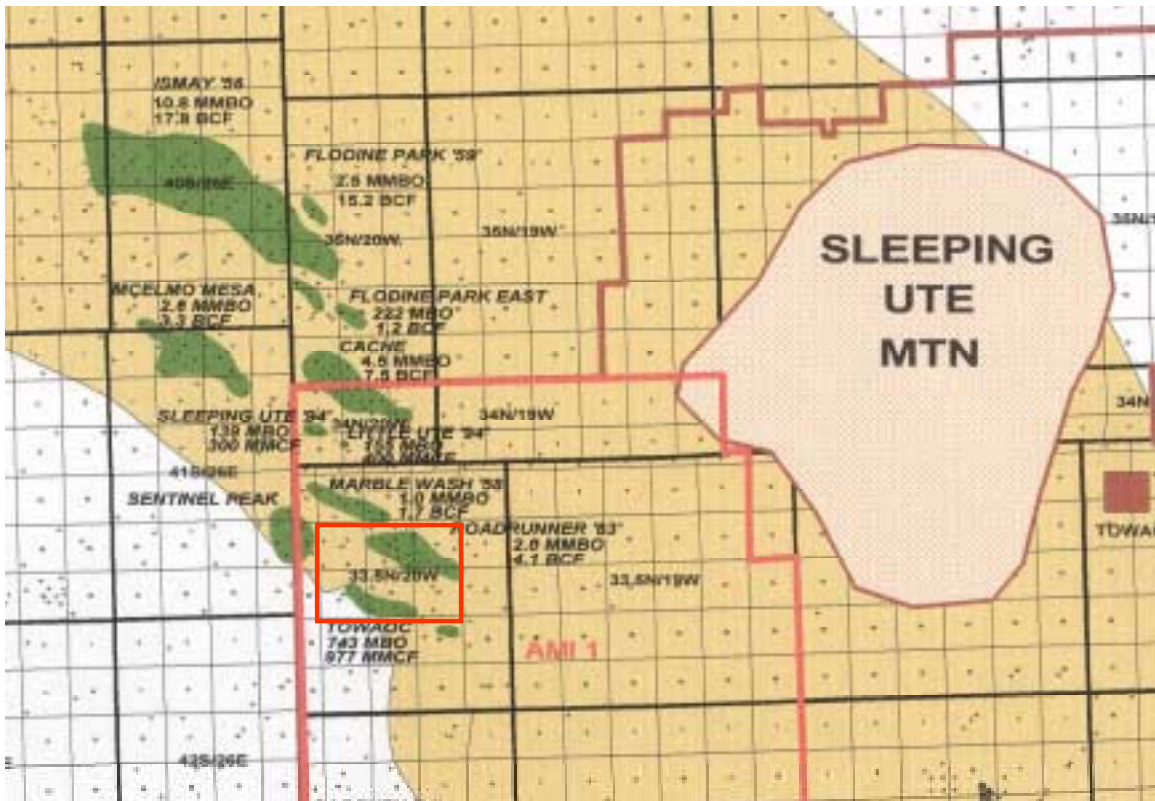 ISMAY '56
10.8 MMBO
17.8 BCF
FLODINE PARK '59'
2.6 MMBO
15.2 BCF
40S/26E
35N/20W
35N/19W
SLEEPING
UTE
MTN
MCELMO MESA
2.6 MMBO
3.3 BCF
FLODINE PARK EAST
222 MBO
1.2 BCF
CACHE
4.5 MMBO
7.5 BCF
SLEEPING UTE '94'
139 MBO
300 MMCF
34N/20W
LITTLE UTE '94'
34N/19W
34N
41S/26E
SENTINEL PEAK
MARBLE WASH '58
1.0 MMBO
1.7 BCF
ROADRUNNER '83'
2.8 MMBO
4.1 BCF
33.5N/20W
33.5N/19W
TOWAOC
743 MBO
977 MMCF
AMI 1
42S/26E